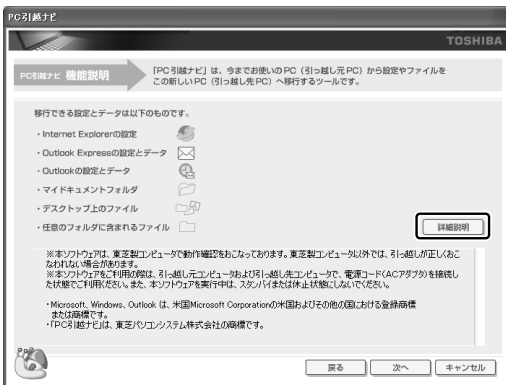 PC引越ナビ
TOSHIBA
PC引越ナビ 機能説明
「PC引越ナビ」は、今までお使いのPC（引っ越し元PC）から設定やファイルを
この新しいPC（引っ越し先PC）へ移行するツールです。
移行できる設定とデータは以下のものです。
・Internet Explorerの設定
・Outlook Expressの設定とデータ
・Outlookの設定とデータ
・マイドキュメントフォルダ
・デスクトップ上のファイル
・任意のフォルダに含まれるファイル
詳細説明
※本ソフトウェアは、東芝製コンピュータで動作確認をおこなっております。東芝製コンピュータ以外では、引っ越しが正しくおこ
なわれない場合があります。
※本ソフトウェアをご利用の際は、引っ越し元コンピュータおよび引っ越し先コンピュータで、電源コード(ACアダプタ)を接続し
た状態でご利用ください。また、本ソフトウェアを実行中は、スタンバイまたは休止状態にしないでください。
・Microsoft、Windows、Outlook は、米国Microsoft Corporationの米国およびその他の国における登録商標
または商標です。
・「PC引越ナビ」は、東芝パソコンシステム株式会社の商標です。
戻る
次へ
キャンセル